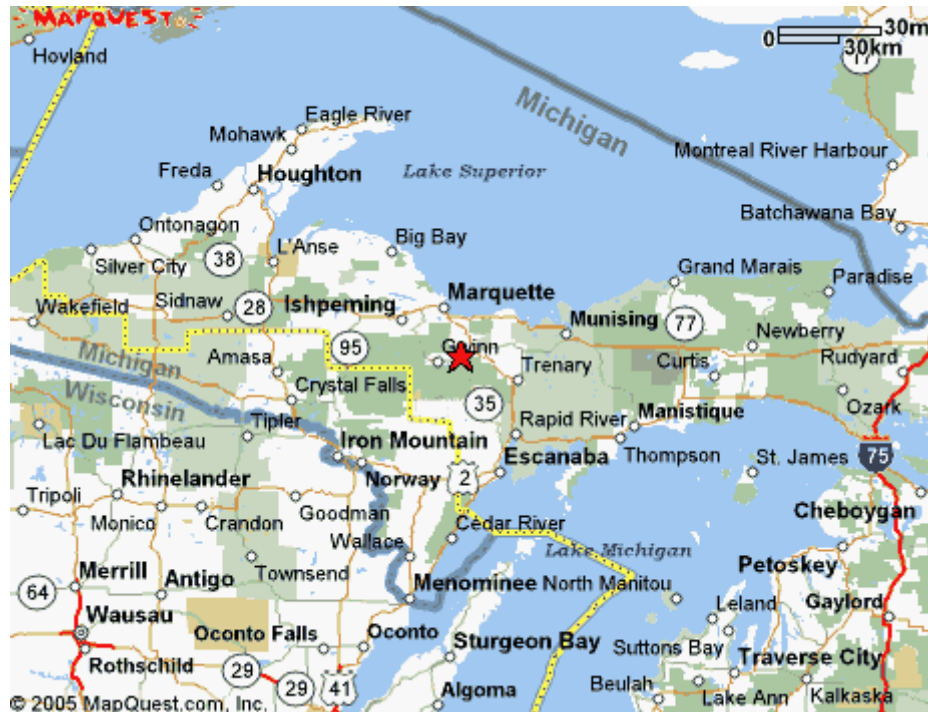 MAPQUEST
30m
0
30km
Hovland
17
Michigan
Eagle River
Mohawk
Montreal River Harbour
Freda
Houghton
Lake Superior
Batchawana Bay
Ontonagon
Big Bay
38
L'Anse
Silver City
Grand Marais
Paradise
Sidnaw
28
Ishpeming
Marquette
Wakefield
Munising
77
Newberry
Michigan
95
Gwinn
Amasa
Trenary
Curtis
Rudyard
Wisconsin
Crystal Falls
35
Ozark
Tipler
Rapid River
Manistique
Lac Du Flambeau
Iron Mountain
Thompson
Escanaba
75
St. James
Rhinelander
Norway
2
Tripoli
Goodman
Cheboygan
Monico
Crandon
Cedar River
Wallace
Lake Michigan
Petoskey
Townsend
Merrill
Antigo
Menominee
North Manitou
64
Leland
Gaylord
Wausau
Oconto Falls
Oconto
Sturgeon Bay
Suttons Bay
Rothschild
Traverse City
29
29
41
Beulah
Algoma
Lake Ann
Kalkaska
© 2005 MapQuest.com, Inc.